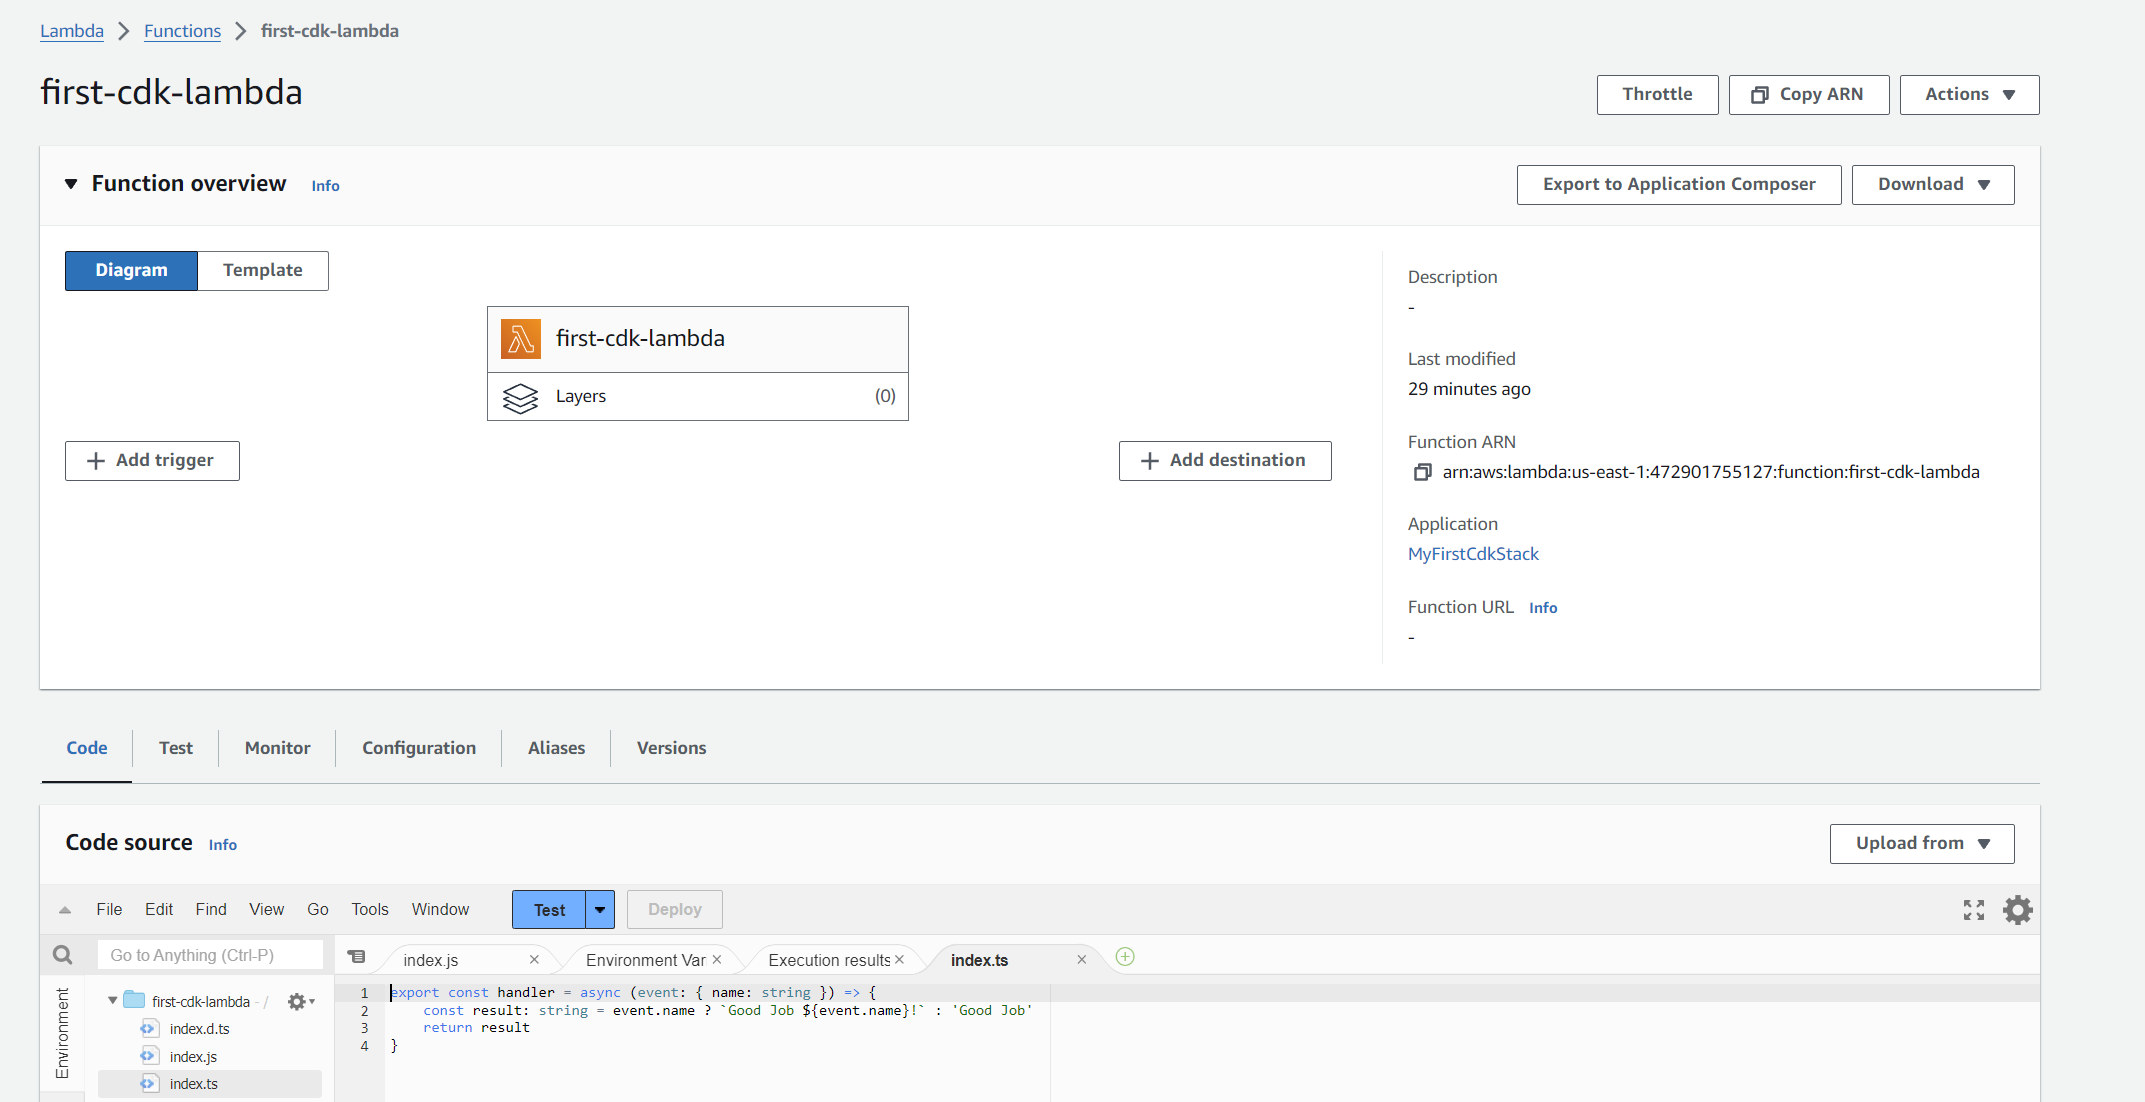 Lambda > Functions > first-cdk-lambda
first-cdk-lambda
Throttle Copy ARN Actions
Function overview Info
Export to Application Composer Download
Diagram Template
first-cdk-lambda
Layers (0)
Add trigger
Add destination
Description
-
Last modified
29 minutes ago
Function ARN
arn:aws:lambda:us-east-1:472901755127:function:first-cdk-lambda
Application
MyFirstCdkStack
Function URL Info
-
Code Test Monitor Configuration Aliases Versions
Code source Info
Upload from
File Edit Find View Go Tools Window Test Deploy
Go to Anything (Ctrl-P)
index.js Environment Var Execution results index.ts
Environment
first-cdk-lambda - /
index.d.ts
index.js
index.ts
1 export const handler = async (event: { name: string }) => {
2 const result: string = event.name ? `Good Job ${event.name}!` : 'Good Job'
3 return result
4 }